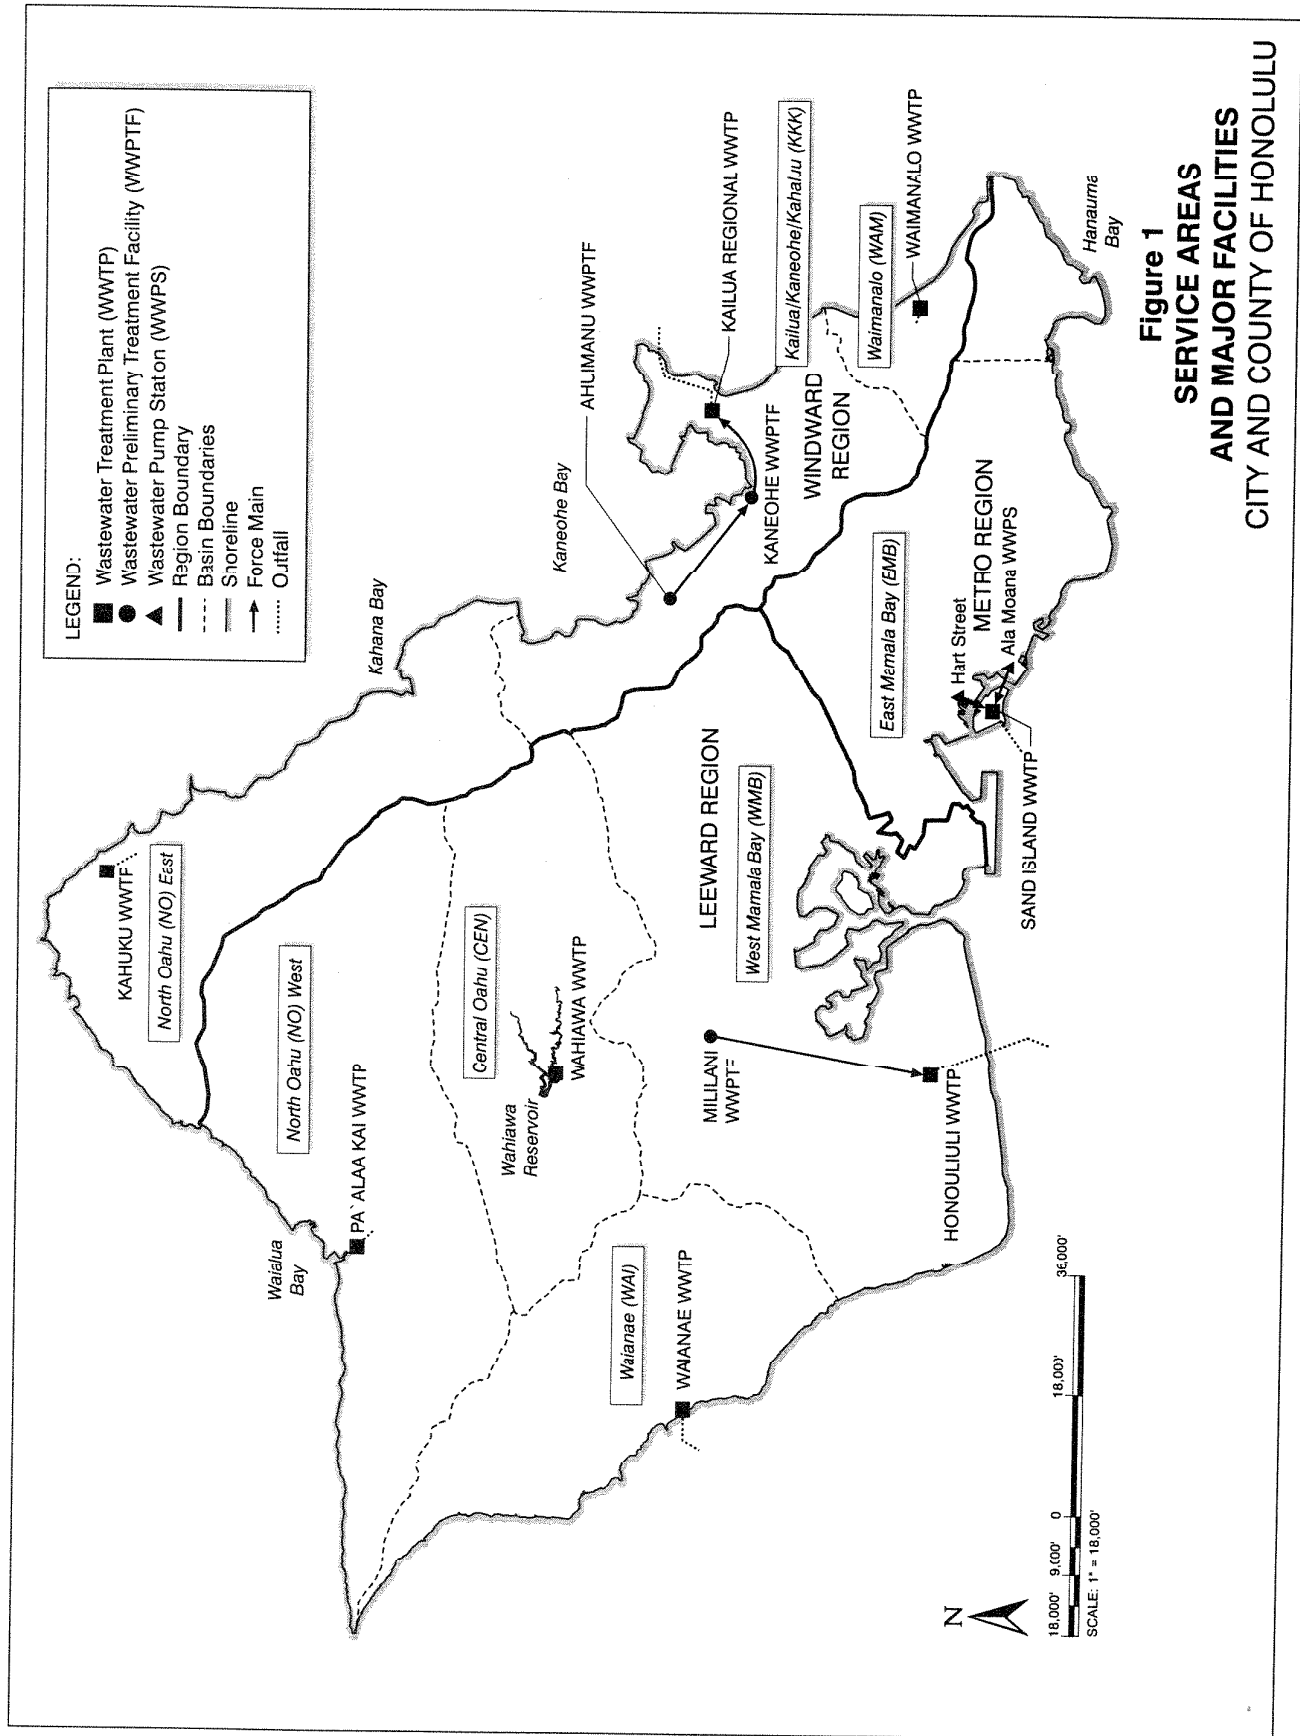 LEGEND:
Wastewater Treatment Plant (WWTP)
Wastewater Preliminary Treatment Facility (WWPTF)
Wastewater Pump Staton (WWPS)
Region Boundary
Basin Boundaries
Shoreline
Force Main
Outfall
KAHUKU WWTF
North Oahu (NO) East
Kahana Bay
North Oahu (NO) West
Waialua
Bay
PA`ALAA KAI WWTP
Central Oahu (CEN)
Wahiawa
Reservoir
WAHIAWA WWTP
Kaneohe Bay
AHUIMANU WWPTF
KAILUA REGIONAL WWTP
KANEOHE WWPTF
Kailua/Kaneohe/Kahaluu (KKK)
WINDWARD
REGION
Waimanalo (WAM)
WAIMANALO WWTP
Waianae (WAI)
WAIANAE WWTP
LEEWARD REGION
West Mamala Bay (WMB)
MILILANI
WWPTF
HONOULIULI WWTP
East Mamala Bay (EMB)
METRO REGION
Hart Street
Ala Moana WWPS
SAND ISLAND WWTP
Hanauma
Bay
N
18,000' 9,000' 0 18,000' 36,000'
SCALE: 1" = 18,000'
Figure 1
SERVICE AREAS
AND MAJOR FACILITIES
CITY AND COUNTY OF HONOLULU